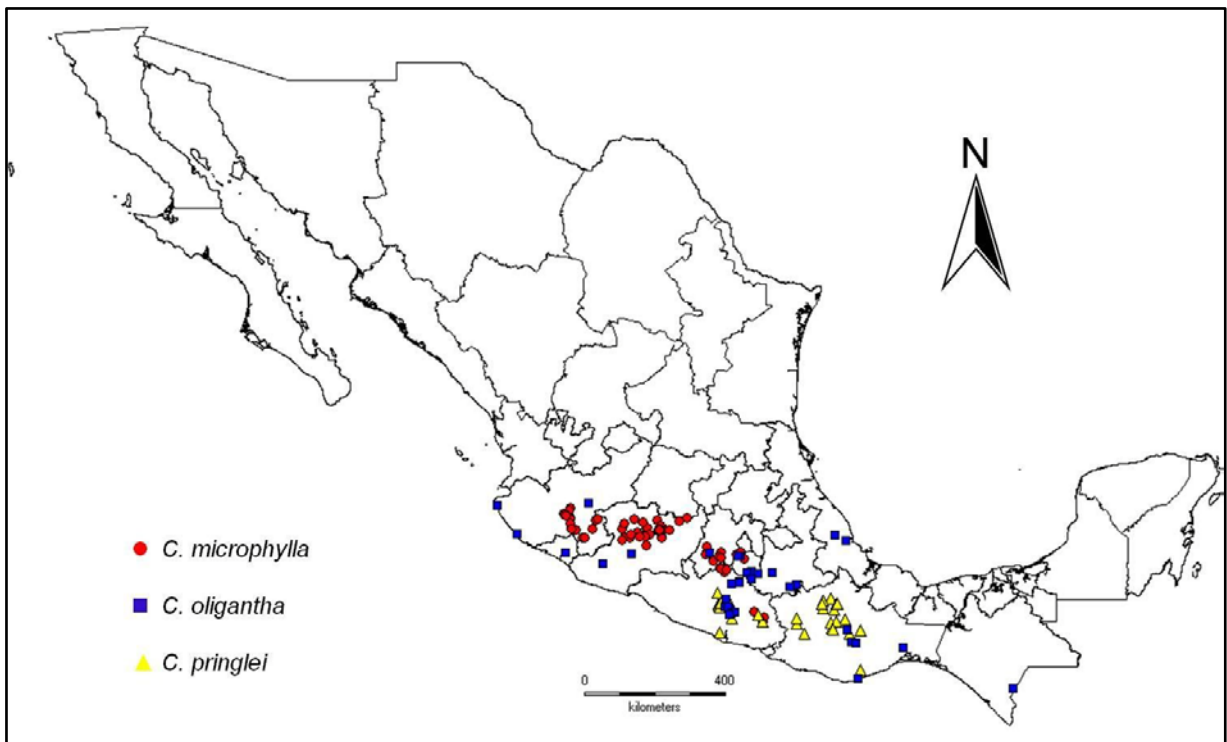 N
C. microphylla
C. oligantha
C. pringlei
0 400
kilometers